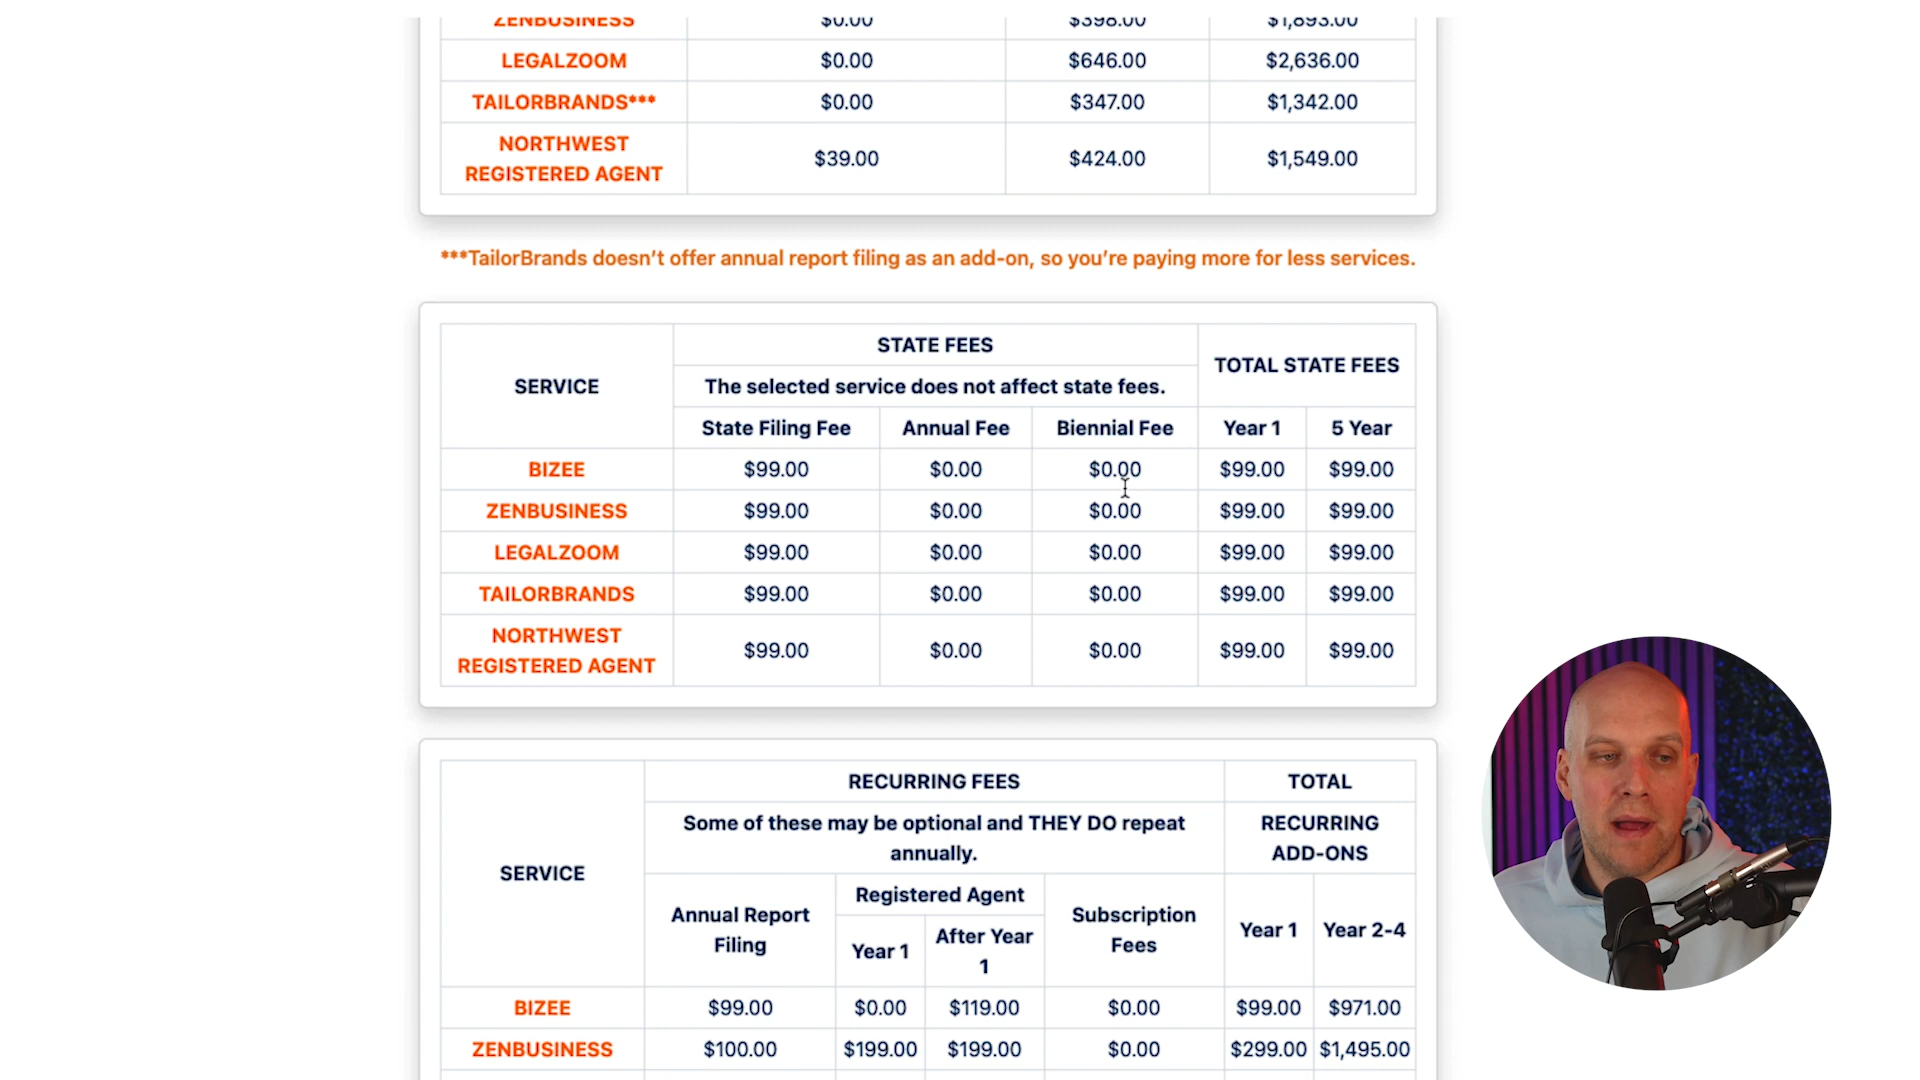 ZENBUSINESS $0.00 $398.00 $1,893.00
LEGALZOOM $0.00 $646.00 $2,636.00
TAILORBRANDS*** $0.00 $347.00 $1,342.00
NORTHWEST
REGISTERED AGENT $39.00 $424.00 $1,549.00
***TailorBrands doesn’t offer annual report filing as an add-on, so you’re paying more for less services.
SERVICE
STATE FEES
The selected service does not affect state fees.
TOTAL STATE FEES
State Filing Fee Annual Fee Biennial Fee Year 1 5 Year
BIZEE $99.00 $0.00 $0.00 $99.00 $99.00
ZENBUSINESS $99.00 $0.00 $0.00 $99.00 $99.00
LEGALZOOM $99.00 $0.00 $0.00 $99.00 $99.00
TAILORBRANDS $99.00 $0.00 $0.00 $99.00 $99.00
NORTHWEST
REGISTERED AGENT $99.00 $0.00 $0.00 $99.00 $99.00
SERVICE
RECURRING FEES
Some of these may be optional and THEY DO repeat
annually.
TOTAL
RECURRING
ADD-ONS
Annual Report
Filing
Registered Agent
Year 1
After Year
1
Subscription
Fees
Year 1 Year 2-4
BIZEE $99.00 $0.00 $119.00 $0.00 $99.00 $971.00
ZENBUSINESS $100.00 $199.00 $199.00 $0.00 $299.00 $1,495.00